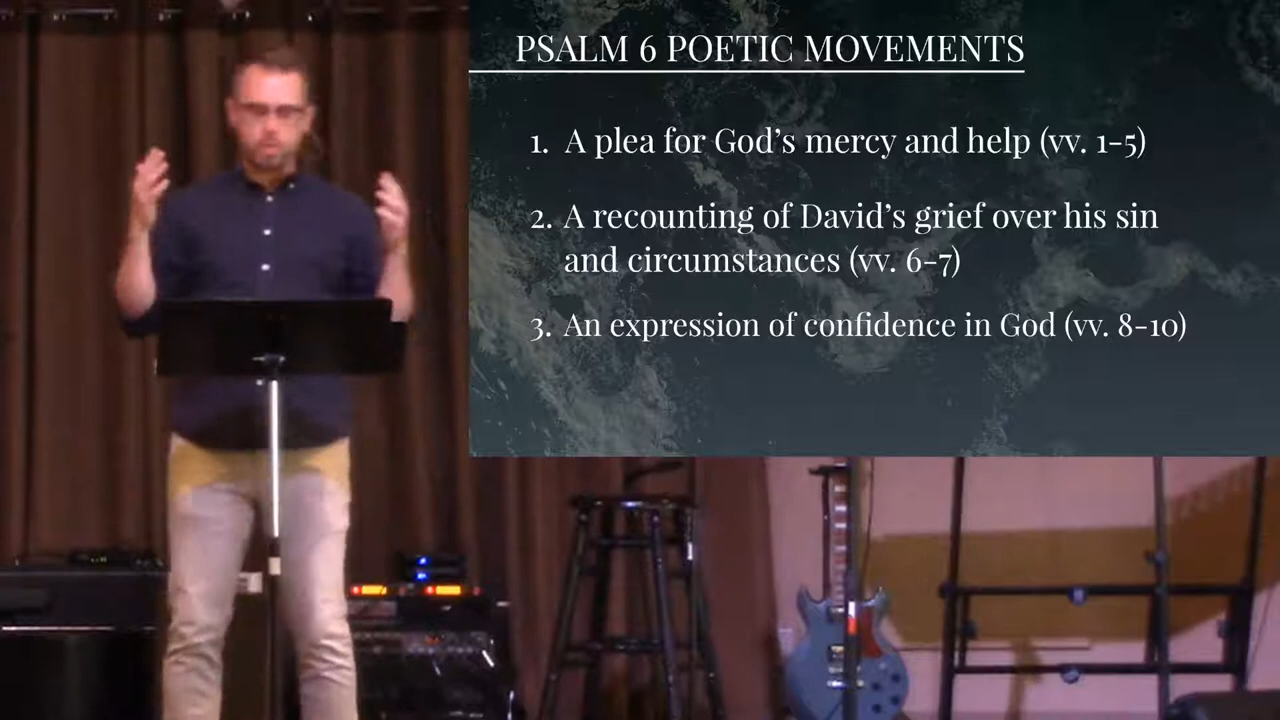 PSALM 6 POETIC MOVEMENTS
1. A plea for God’s mercy and help (vv. 1-5)
2. A recounting of David’s grief over his sin
and circumstances (vv. 6-7)
3. An expression of confidence in God (vv. 8-10)